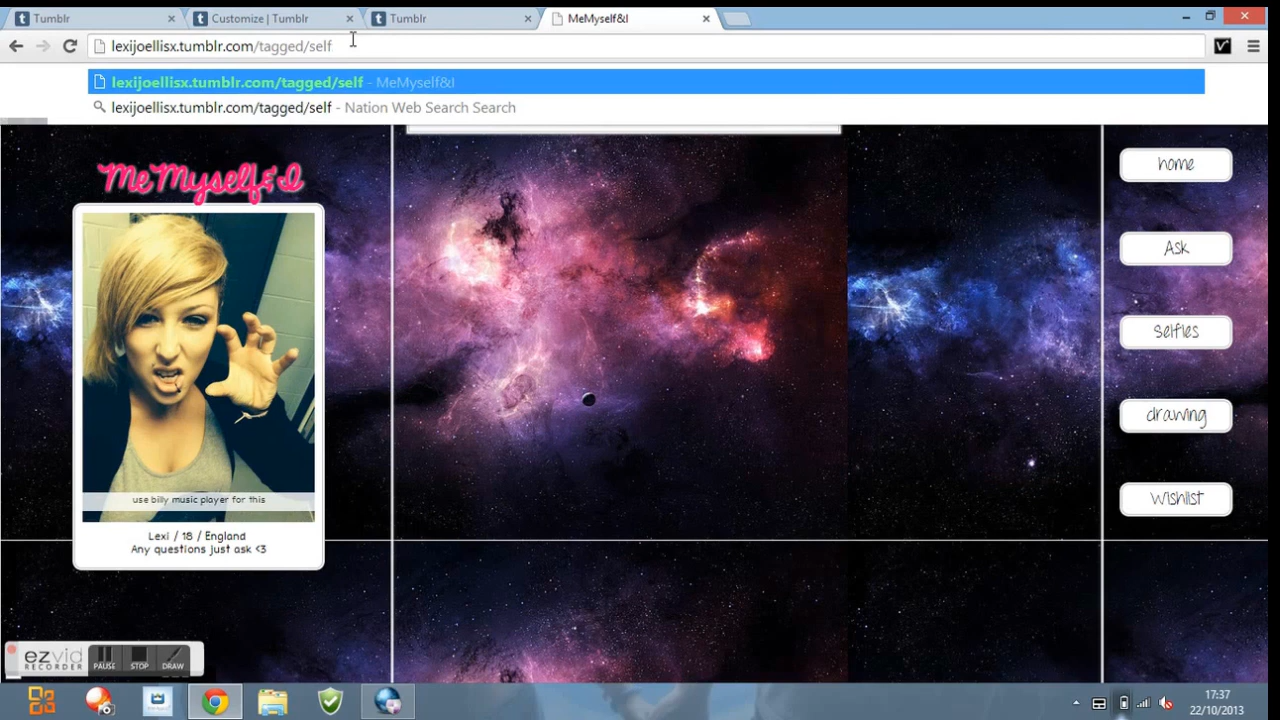 Tumblr
Customize | Tumblr
Tumblr
MeMyself&I
lexijoellisx.tumblr.com/tagged/self
lexijoellisx.tumblr.com/tagged/self - MeMyself&I
lexijoellisx.tumblr.com/tagged/self - Nation Web Search Search
MeMyself&I
use billy music player for this
Lexi / 18 / England
Any questions just ask <3
home
Ask
Selfies
drawing
Wishlist
ezvid
RECORDER
PAUSE
STOP
DRAW
17:37
22/10/2013